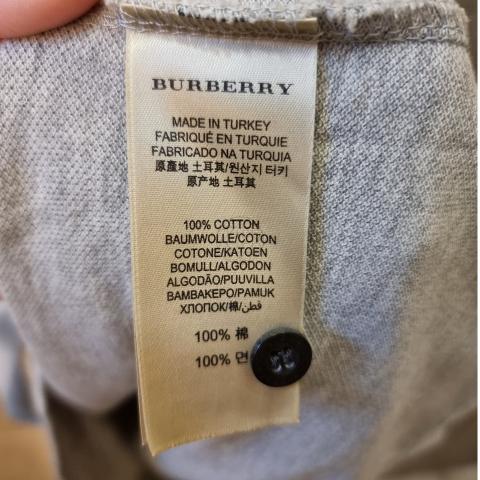 BURBERRY
MADE IN TURKEY
FABRIQUÉ EN TURQUIE
FABRICADO NA TURQUIA
原產地 土耳其/원산지 터키
原产地 土耳其
100% COTTON
BAUMWOLLE/COTON
COTONE/KATOEN
BOMULL/ALGODON
ALGODÃO/PUUVILLA
BAMBAKEPO/PAMUK
ХЛОПОК/棉/قطن
100% 棉
100% 면